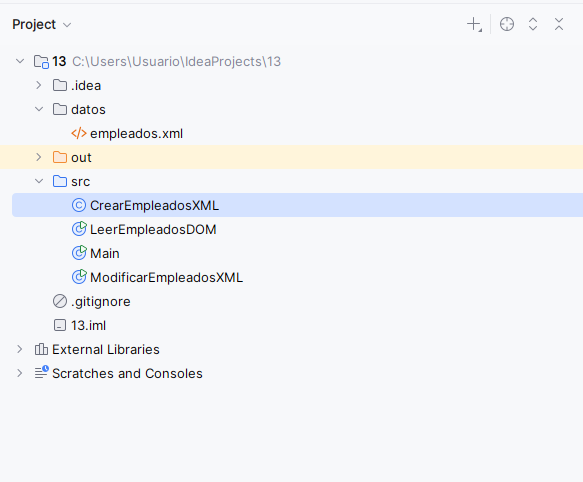 Project
13 C:\Users\Usuario\IdeaProjects\13
.idea
datos
empleados.xml
out
src
CrearEmpleadosXML
LeerEmpleadosDOM
Main
ModificarEmpleadosXML
.gitignore
13.iml
External Libraries
Scratches and Consoles